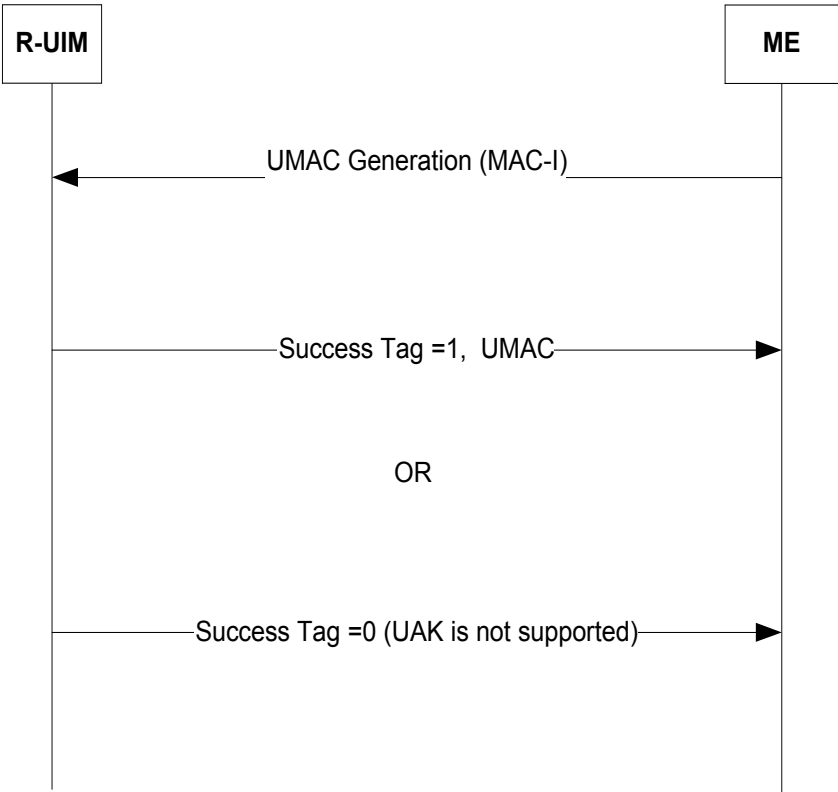 R-UIM
ME
UMAC Generation (MAC-I)
Success Tag =1, UMAC
OR
Success Tag =0 (UAK is not supported)